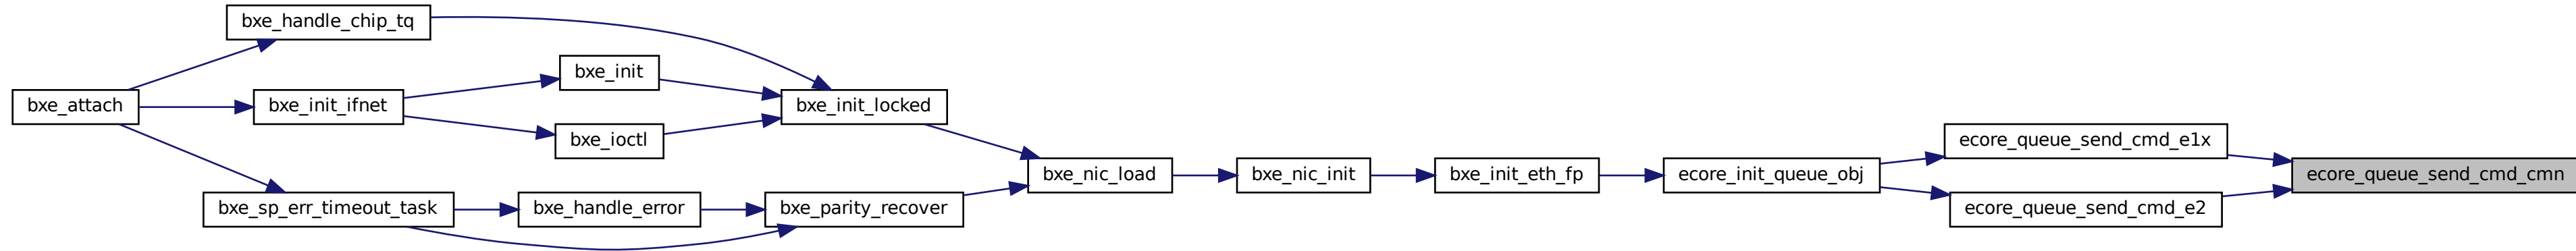 bxe_handle_chip_tq
bxe_init
bxe_attach
bxe_init_ifnet
bxe_init_locked
bxe_ioctl
ecore_queue_send_cmd_e1x
bxe_nic_load
bxe_nic_init
bxe_init_eth_fp
ecore_init_queue_obj
ecore_queue_send_cmd_cmn
bxe_sp_err_timeout_task
bxe_handle_error
bxe_parity_recover
ecore_queue_send_cmd_e2